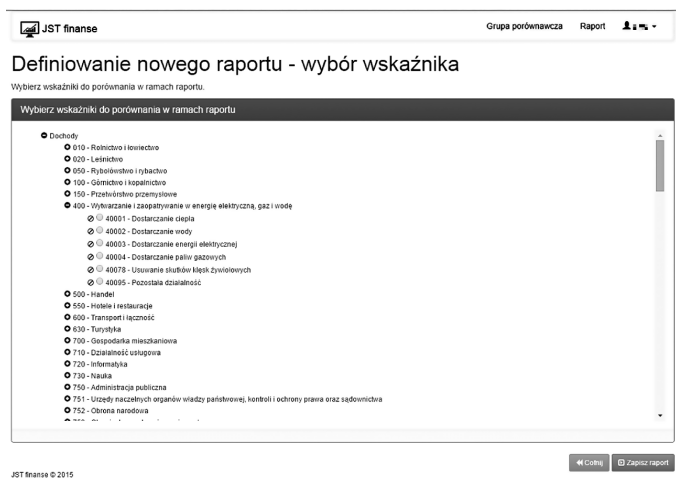 JST finanse
Grupa porównawcza Raport
Definiowanie nowego raportu - wybór wskaźnika
Wybierz wskaźniki do porównania w ramach raportu.
Wybierz wskaźniki do porównania w ramach raportu
Dochody
010 - Rolnictwo i łowiectwo
020 - Leśnictwo
050 - Rybołówstwo i rybactwo
100 - Górnictwo i kopalnictwo
150 - Przetwórstwo przemysłowe
400 - Wytwarzanie i zaopatrywanie w energię elektryczną, gaz i wodę
40001 - Dostarczanie ciepła
40002 - Dostarczanie wody
40003 - Dostarczanie energii elektrycznej
40004 - Dostarczanie paliw gazowych
40078 - Usuwanie skutków klęsk żywiołowych
40095 - Pozostała działalność
500 - Handel
550 - Hotele i restauracje
600 - Transport i łączność
630 - Turystyka
700 - Gospodarka mieszkaniowa
710 - Działalność usługowa
720 - Informatyka
730 - Nauka
750 - Administracja publiczna
751 - Urzędy naczelnych organów władzy państwowej, kontroli i ochrony prawa oraz sądownictwa
752 - Obrona narodowa
Cofnij Zapisz raport
JST finanse © 2015